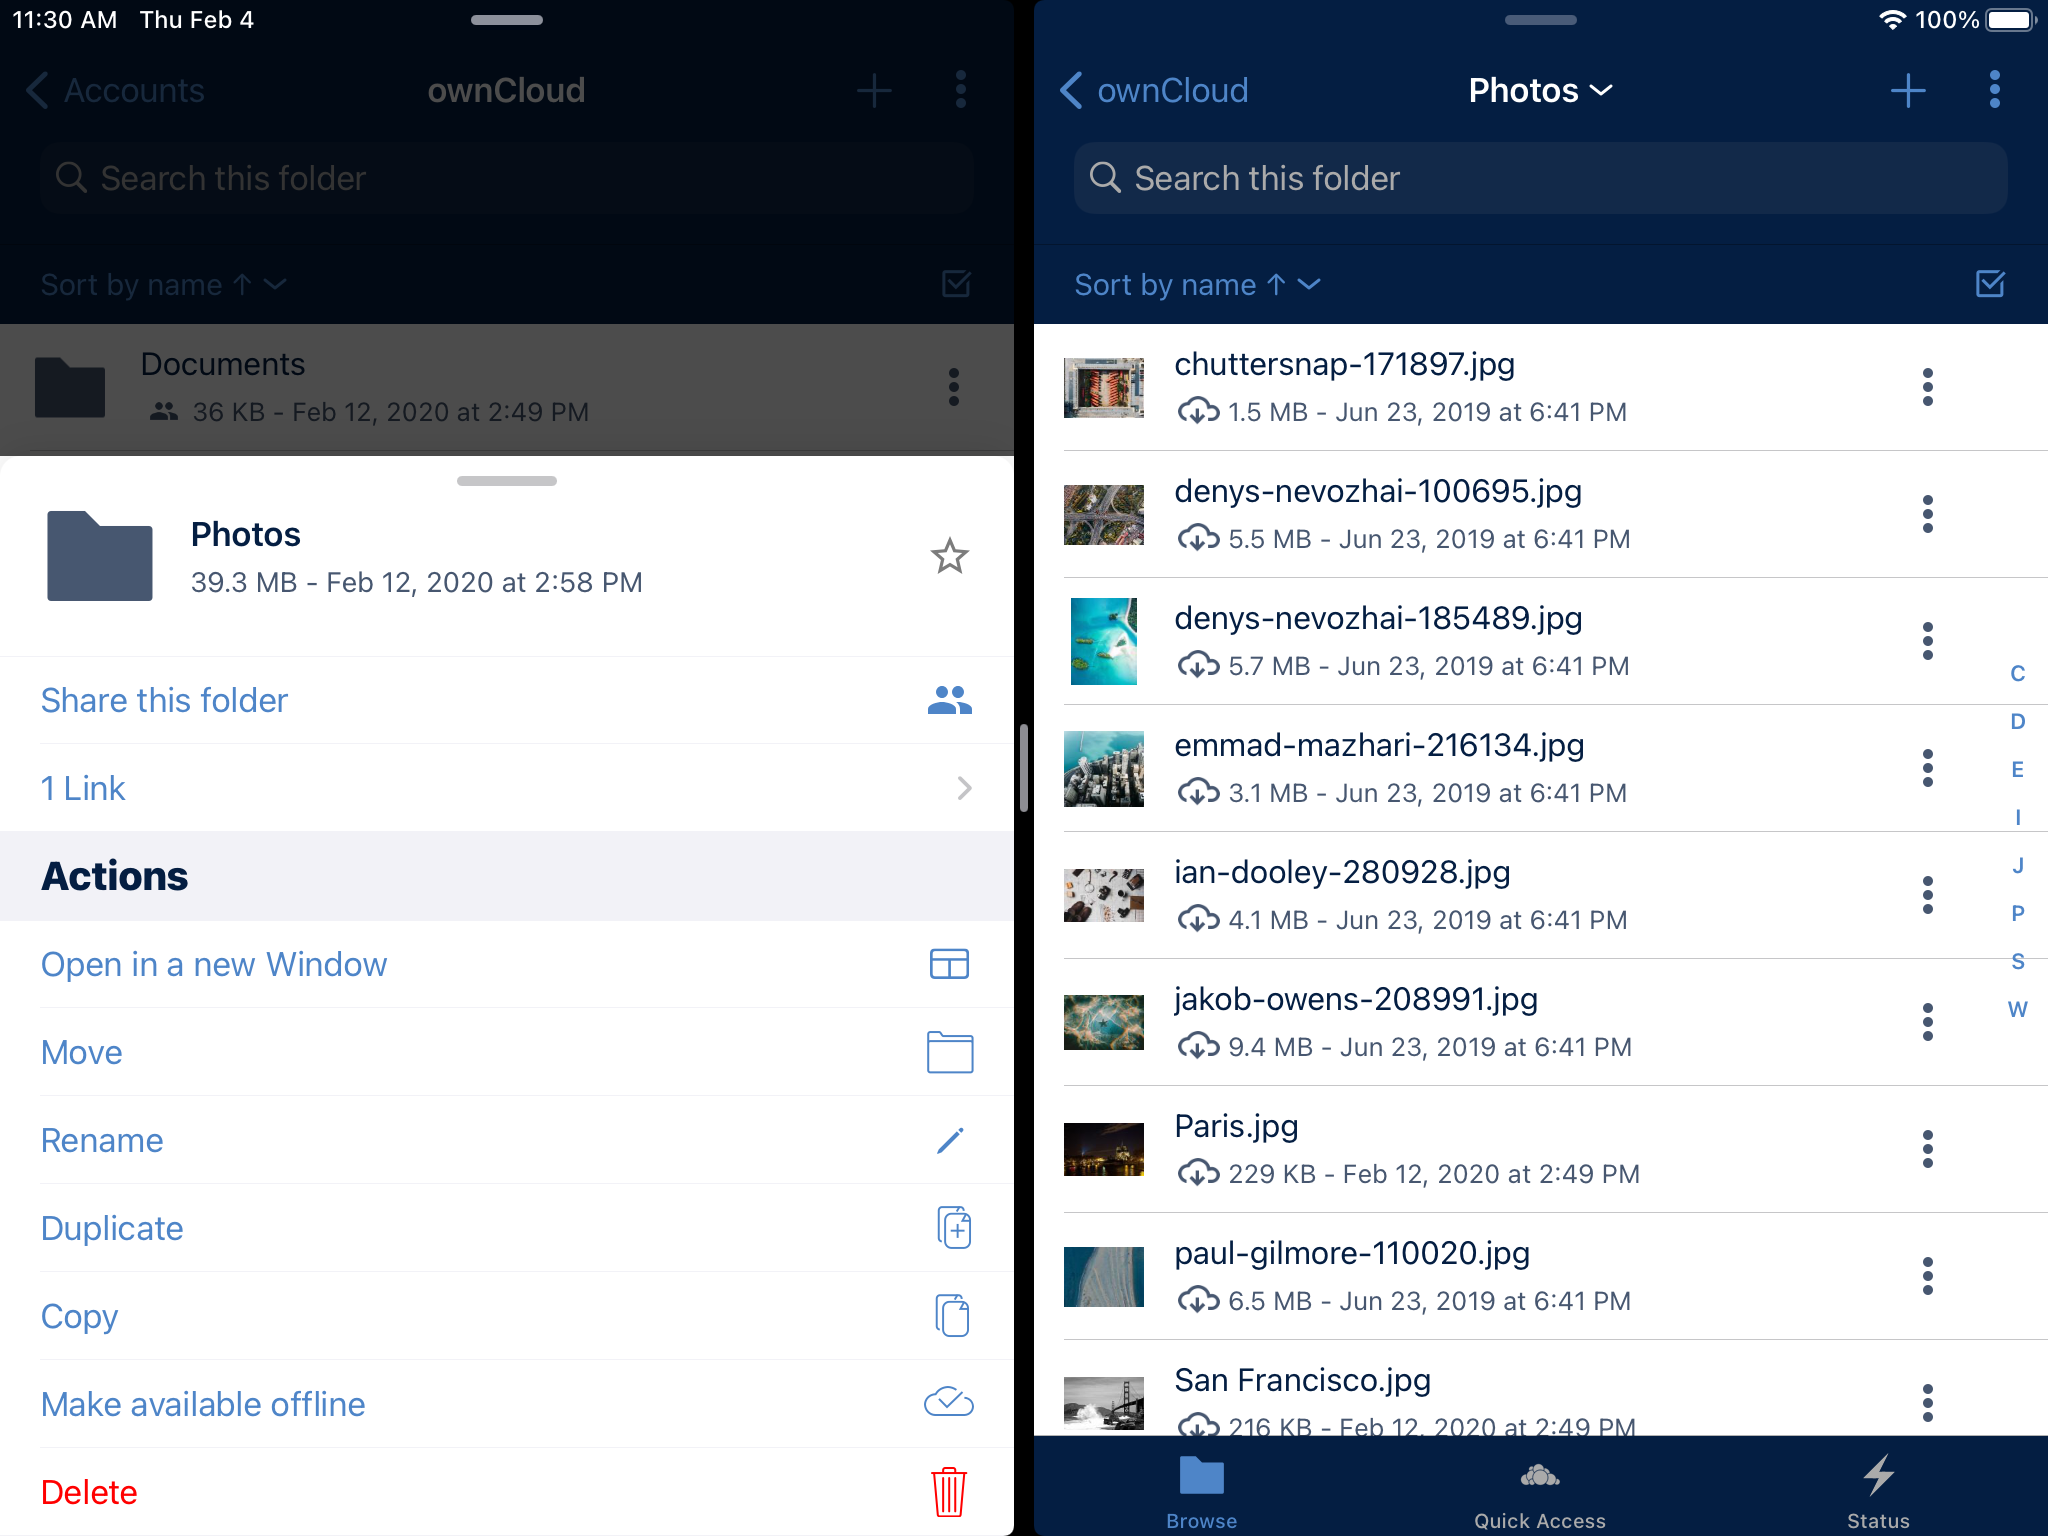 11:30 AM Thu Feb 4
Accounts
ownCloud
Search this folder
Sort by name
Documents
36 KB - Feb 12, 2020 at 2:49 PM
Photos
39.3 MB - Feb 12, 2020 at 2:58 PM
Share this folder
1 Link
Actions
Open in a new Window
Move
Rename
Duplicate
Copy
Make available offline
Delete
100%
ownCloud
Photos
Search this folder
Sort by name
chuttersnap-171897.jpg
1.5 MB - Jun 23, 2019 at 6:41 PM
denys-nevozhai-100695.jpg
5.5 MB - Jun 23, 2019 at 6:41 PM
denys-nevozhai-185489.jpg
5.7 MB - Jun 23, 2019 at 6:41 PM
emmad-mazhari-216134.jpg
3.1 MB - Jun 23, 2019 at 6:41 PM
ian-dooley-280928.jpg
4.1 MB - Jun 23, 2019 at 6:41 PM
jakob-owens-208991.jpg
9.4 MB - Jun 23, 2019 at 6:41 PM
Paris.jpg
229 KB - Feb 12, 2020 at 2:49 PM
paul-gilmore-110020.jpg
6.5 MB - Jun 23, 2019 at 6:41 PM
San Francisco.jpg
216 KB - Feb 12, 2020 at 2:49 PM
C
D
E
I
J
P
S
W
Browse
Quick Access
Status